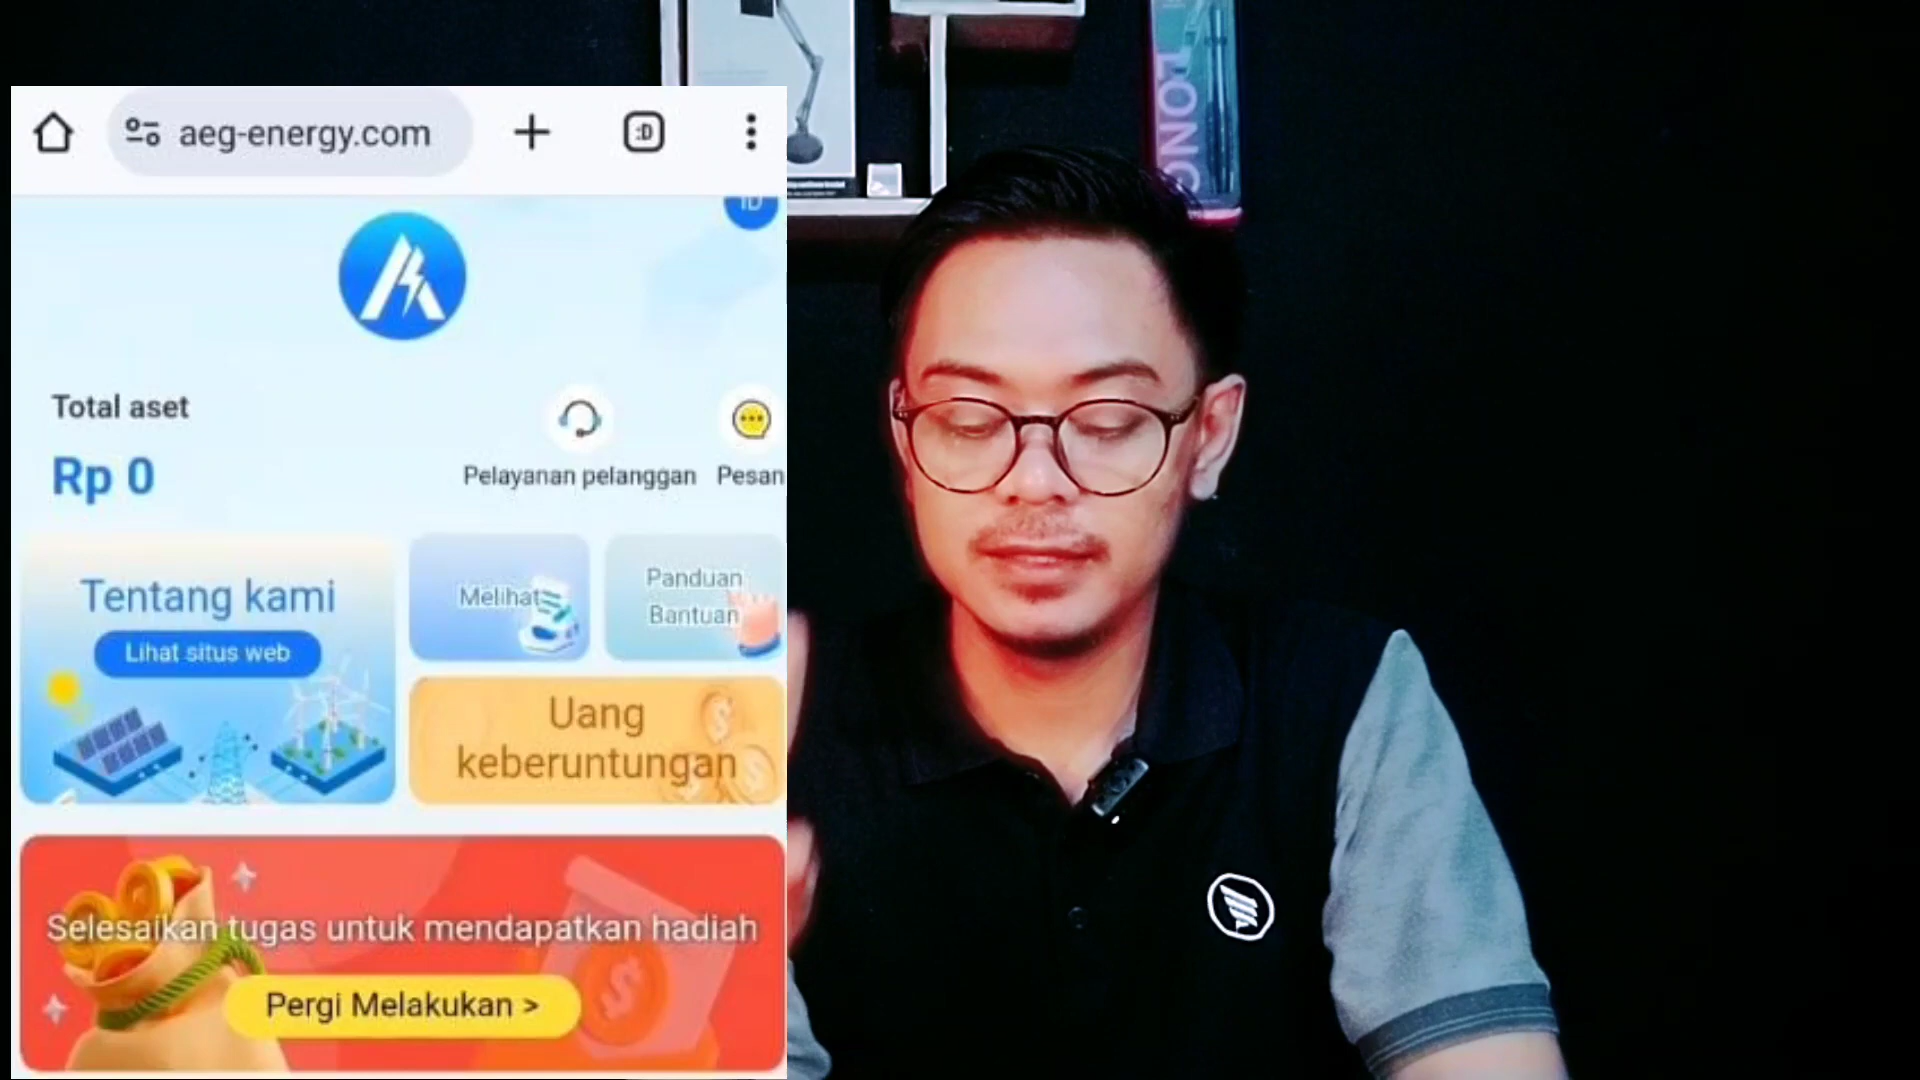 aeg-energy.com
:D
ID
Total aset
Rp 0
Pelayanan pelanggan
Pesan
Tentang kami
Lihat situs web
Melihat
Panduan
Bantuan
Uang
keberuntungan
Selesaikan tugas untuk mendapatkan hadiah
Pergi Melakukan >